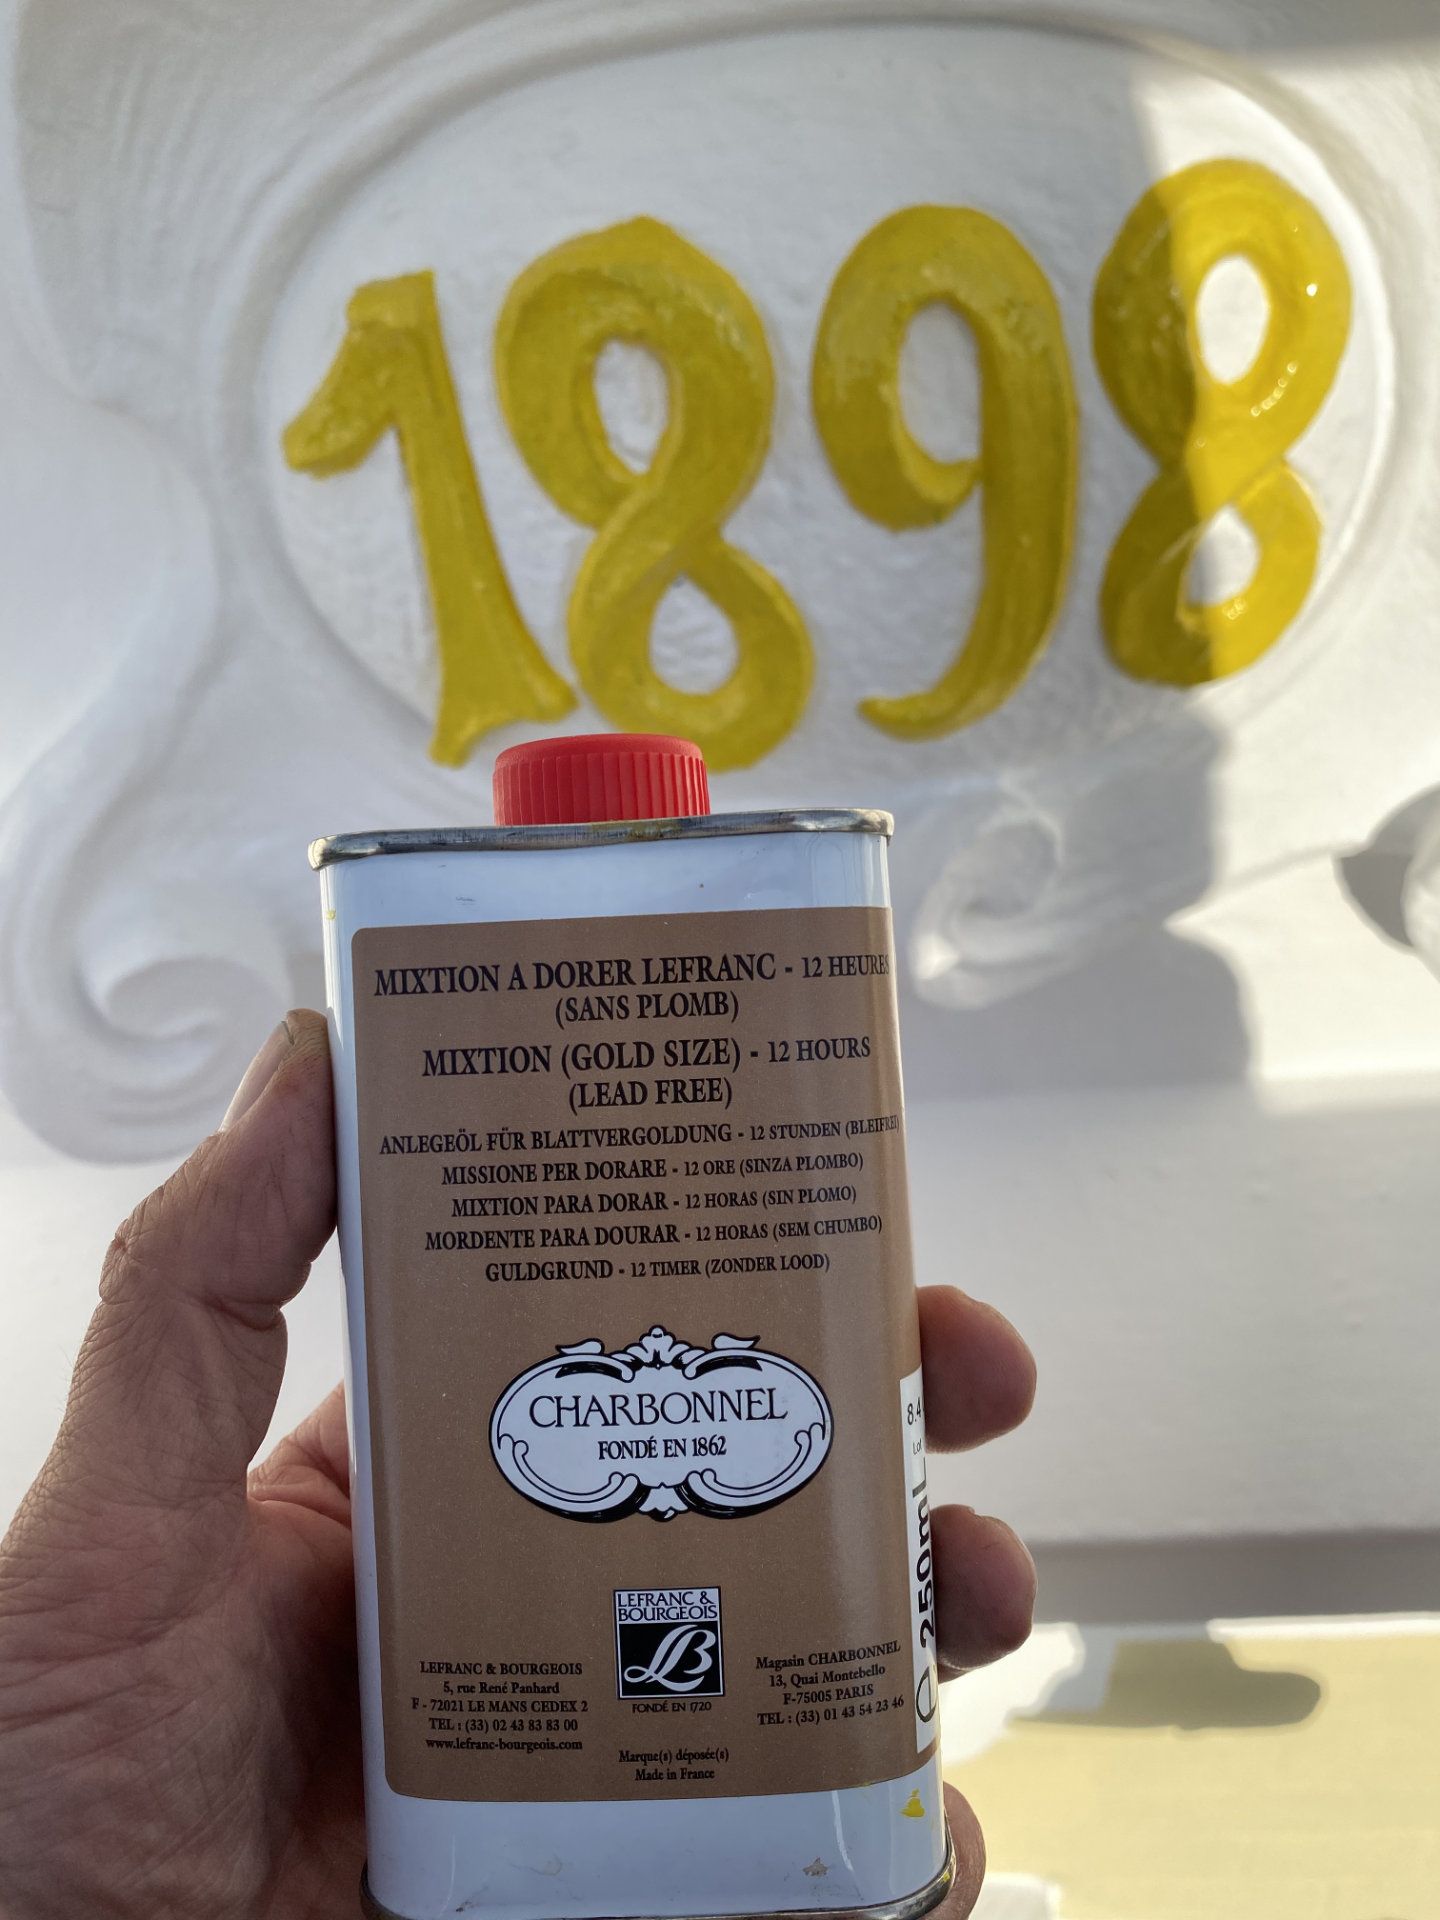 1898
MIXTION A DORER LEFRANC - 12 HEURES
(SANS PLOMB)
MIXTION (GOLD SIZE) - 12 HOURS
(LEAD FREE)
ANLEGEÖL FÜR BLATTVERGOLDUNG - 12 STUNDEN (BLEIFREI)
MISSIONE PER DORARE - 12 ORE (SINZA PLOMBO)
MIXTION PARA DORAR - 12 HORAS (SIN PLOMO)
MORDENTE PARA DOURAR - 12 HORAS (SEM CHUMBO)
GULDGRUND - 12 TIMER (ZONDER LOOD)
CHARBONNEL
FONDÉ EN 1862
8.4
Lot
e 250mL
LEFRANC &
BOURGEOIS
LB
FONDÉ EN 1720
LEFRANC & BOURGEOIS
5, rue René Panhard
F - 72021 LE MANS CEDEX 2
TEL : (33) 02 43 83 83 00
www.lefranc-bourgeois.com
Magasin CHARBONNEL
13, Quai Montebello
F-75005 PARIS
TEL : (33) 01 43 54 23 46
Marque(s) déposée(s)
Made in France